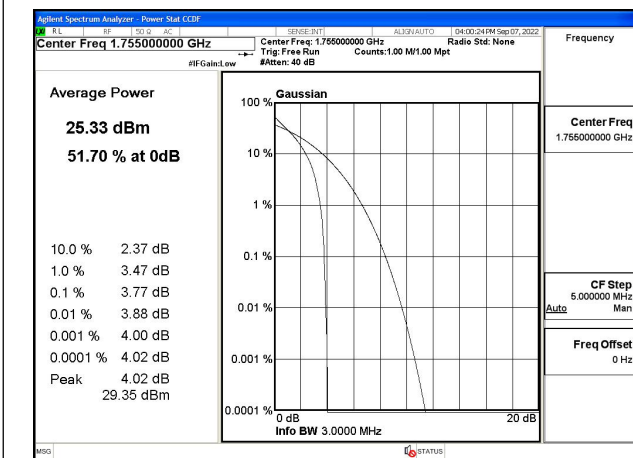 Agilent Spectrum Analyzer - Power Stat CCDF
RL RF 50 Ω AC SENSE:INT ALIGN AUTO 04:00:24 PM Sep 07, 2022
Center Freq 1.755000000 GHz
Center Freq: 1.755000000 GHz Radio Std: None
Trig: Free Run Counts:1.00 M/1.00 Mpt
#IFGain:Low #Atten: 40 dB
Frequency
Average Power
25.33 dBm
51.70 % at 0dB
10.0 % 2.37 dB
1.0 % 3.47 dB
0.1 % 3.77 dB
0.01 % 3.88 dB
0.001 % 4.00 dB
0.0001 % 4.02 dB
Peak 4.02 dB
29.35 dBm
Gaussian
100 %
10 %
1 %
0.1 %
0.01 %
0.001 %
0.0001 %
0 dB 20 dB
Info BW 3.0000 MHz
Center Freq
1.755000000 GHz
CF Step
5.000000 MHz
Auto Man
Freq Offset
0 Hz
MSG STATUS